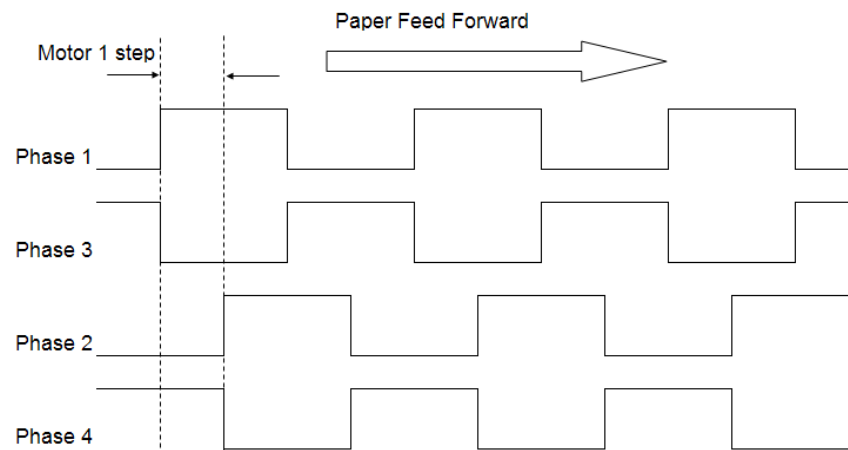 Paper Feed Forward
Motor 1 step
Phase 1
Phase 3
Phase 2
Phase 4